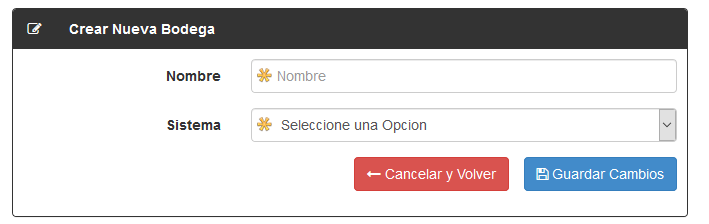 Crear Nueva Bodega
Nombre Nombre
Sistema Seleccione una Opcion
Cancelar y Volver Guardar Cambios